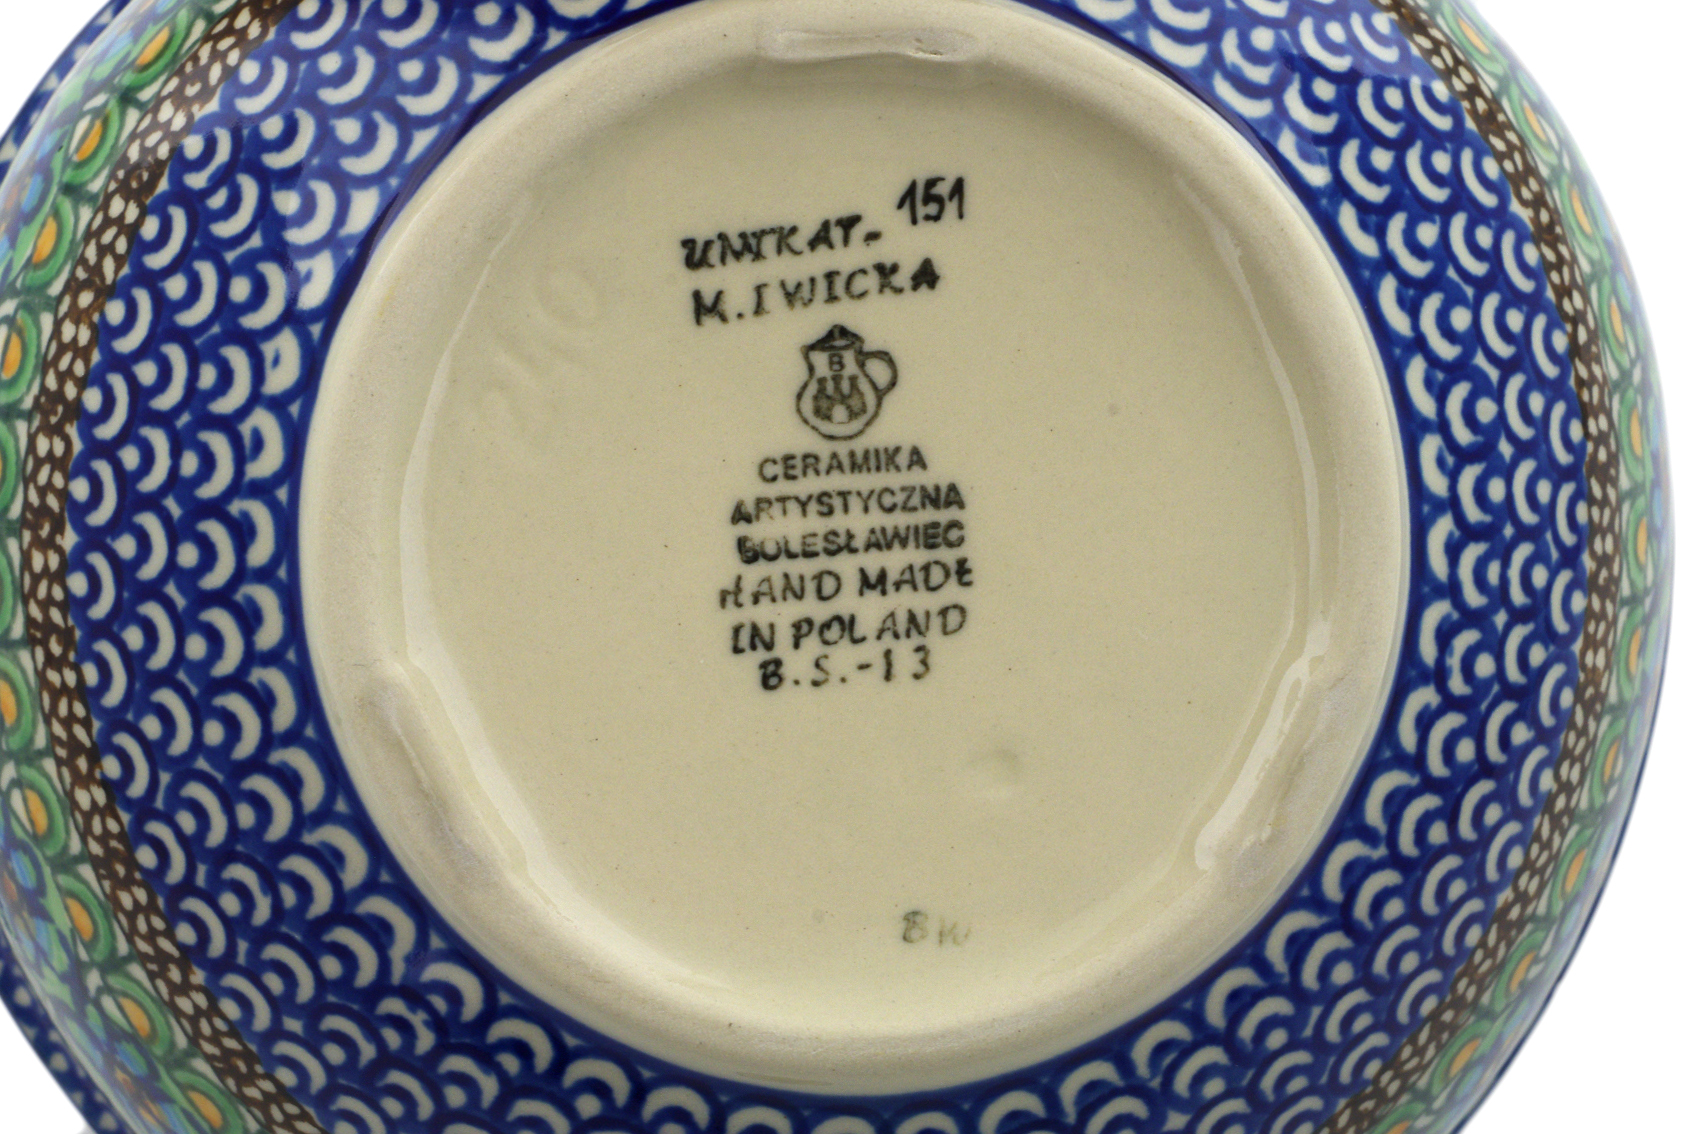 UNIKAT- 151
M. IWICKA
B
CERAMIKA
ARTYSTYCZNA
BOLESŁAWIEC
HAND MADE
IN POLAND
B.S.-13
BW